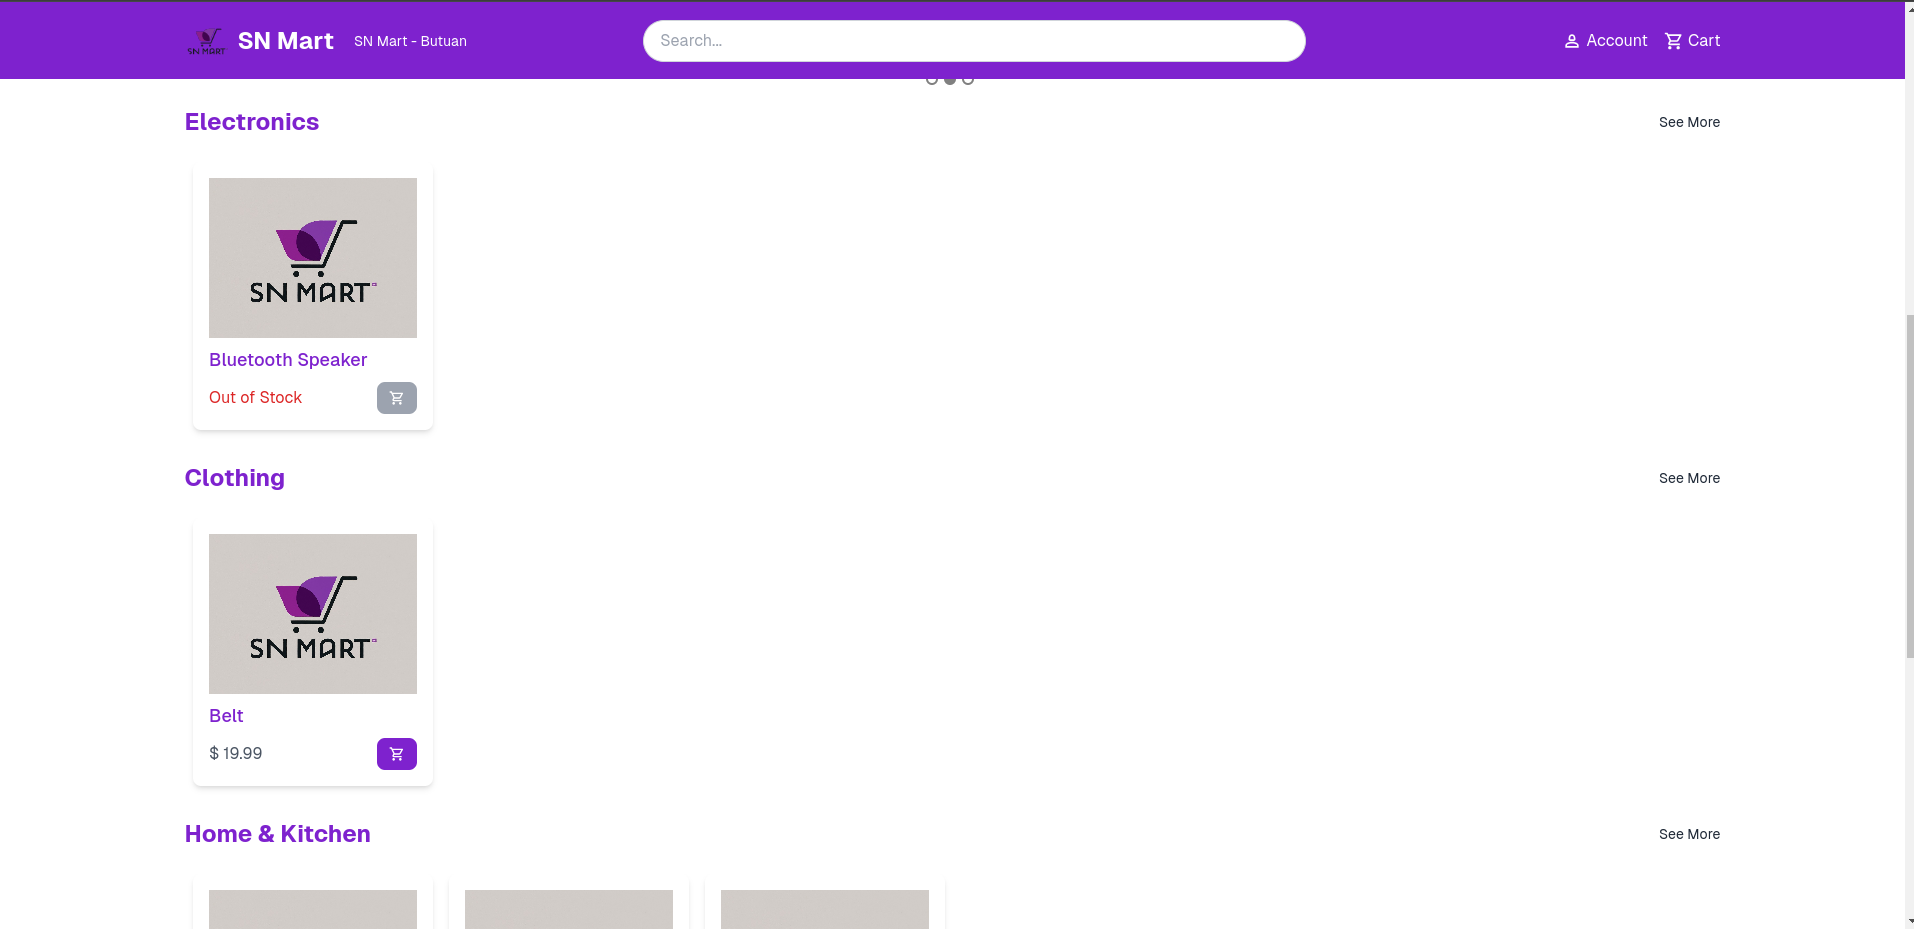 SN MART
SN Mart
SN Mart - Butuan
Search...
Account
Cart
Electronics
See More
SN MART
Bluetooth Speaker
Out of Stock
Clothing
See More
SN MART
Belt
$ 19.99
Home & Kitchen
See More